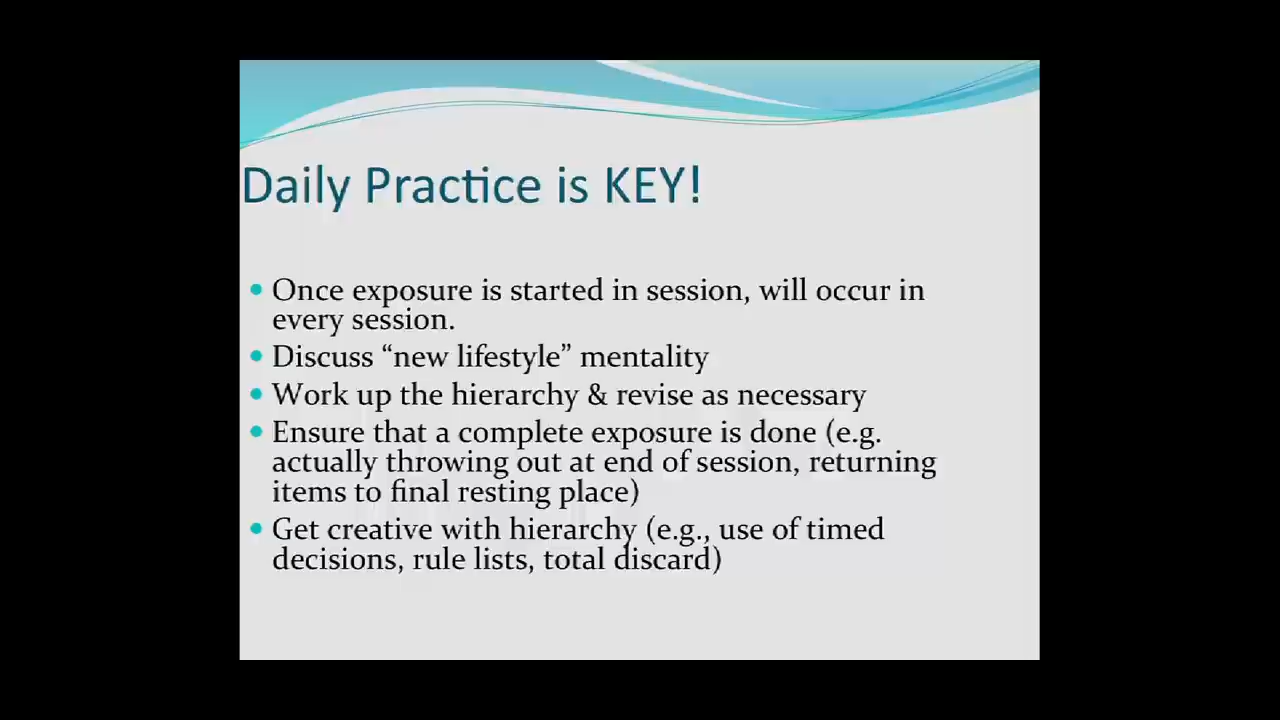 Daily Practice is KEY!
• Once exposure is started in session, will occur in
every session.
• Discuss “new lifestyle” mentality
• Work up the hierarchy & revise as necessary
• Ensure that a complete exposure is done (e.g.
actually throwing out at end of session, returning
items to final resting place)
• Get creative with hierarchy (e.g., use of timed
decisions, rule lists, total discard)